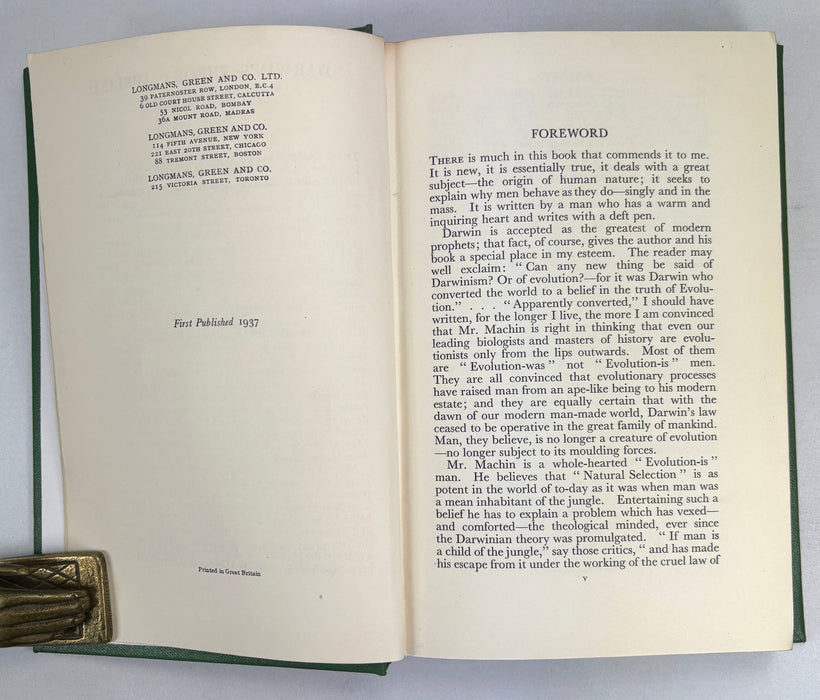 LONGMANS, GREEN AND CO. LTD.
39 PATERNOSTER ROW, LONDON, E.C.4
6 OLD COURT HOUSE STREET, CALCUTTA
53 NICOL ROAD, BOMBAY
36A MOUNT ROAD, MADRAS
LONGMANS, GREEN AND CO.
114 FIFTH AVENUE, NEW YORK
221 EAST 20TH STREET, CHICAGO
88 TREMONT STREET, BOSTON
LONGMANS, GREEN AND CO.
215 VICTORIA STREET, TORONTO
First Published 1937
Printed in Great Britain
FOREWORD
THERE is much in this book that commends it to me.
It is new, it is essentially true, it deals with a great
subject—the origin of human nature; it seeks to
explain why men behave as they do—singly and in the
mass. It is written by a man who has a warm and
inquiring heart and writes with a deft pen.
Darwin is accepted as the greatest of modern
prophets; that fact, of course, gives the author and his
book a special place in my esteem. The reader may
well exclaim: “ Can any new thing be said of
Darwinism? Or of evolution?—for it was Darwin who
converted the world to a belief in the truth of Evolu-
tion.” . . . “ Apparently converted,” I should have
written, for the longer I live, the more I am convinced
that Mr. Machin is right in thinking that even our
leading biologists and masters of history are evolu-
tionists only from the lips outwards. Most of them
are “ Evolution-was ” not “ Evolution-is ” men.
They are all convinced that evolutionary processes
have raised man from an ape-like being to his modern
estate; and they are equally certain that with the
dawn of our modern man-made world, Darwin’s law
ceased to be operative in the great family of mankind.
Man, they believe, is no longer a creature of evolution
—no longer subject to its moulding forces.
Mr. Machin is a whole-hearted “ Evolution-is ”
man. He believes that “ Natural Selection ” is as
potent in the world of to-day as it was when man was
a mean inhabitant of the jungle. Entertaining such a
belief he has to explain a problem which has vexed—
and comforted—the theological minded, ever since
the Darwinian theory was promulgated. “ If man is
a child of the jungle,” say those critics, “ and has made
his escape from it under the working of the cruel law of
v